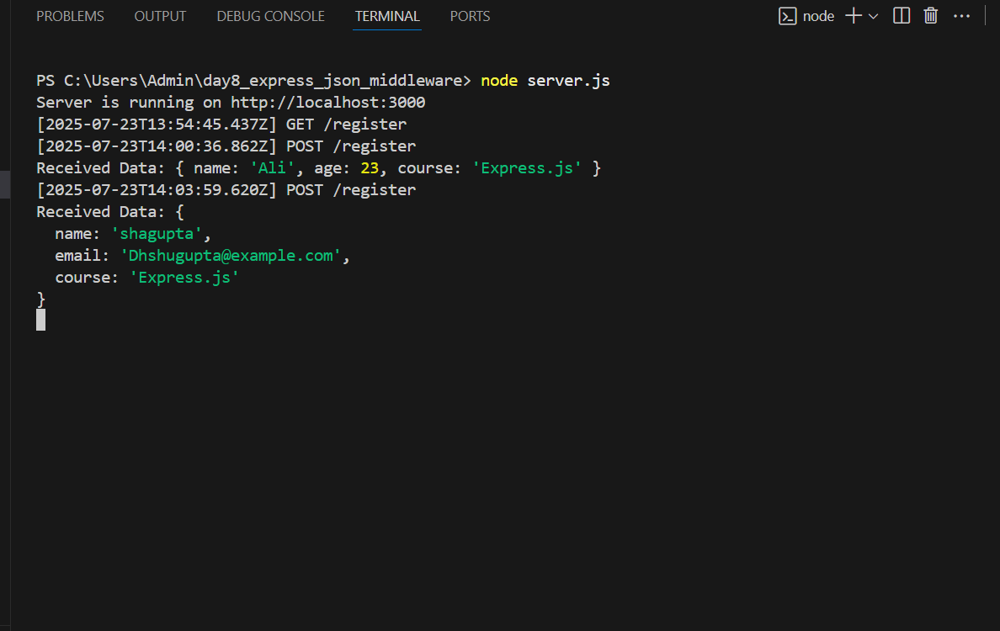 PROBLEMS OUTPUT DEBUG CONSOLE TERMINAL PORTS node
PS C:\Users\Admin\day8_express_json_middleware> node server.js
Server is running on http://localhost:3000
[2025-07-23T13:54:45.437Z] GET /register
[2025-07-23T14:00:36.862Z] POST /register
Received Data: { name: 'Ali', age: 23, course: 'Express.js' }
[2025-07-23T14:03:59.620Z] POST /register
Received Data: {
  name: 'shagupta',
  email: 'Dhshugupta@example.com',
  course: 'Express.js'
}